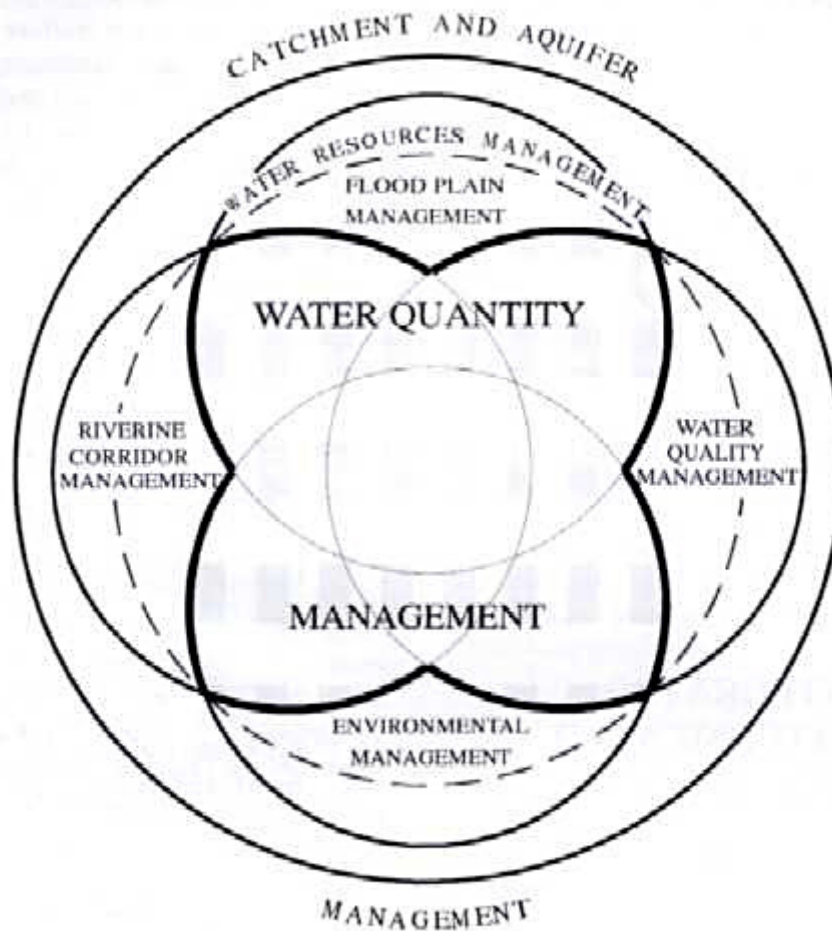 CATCHMENT AND AQUIFER
WATER RESOURCES MANAGEMENT
FLOOD PLAIN
MANAGEMENT
WATER QUANTITY
RIVERINE
CORRIDOR
MANAGEMENT
WATER
QUALITY
MANAGEMENT
MANAGEMENT
ENVIRONMENTAL
MANAGEMENT
MANAGEMENT